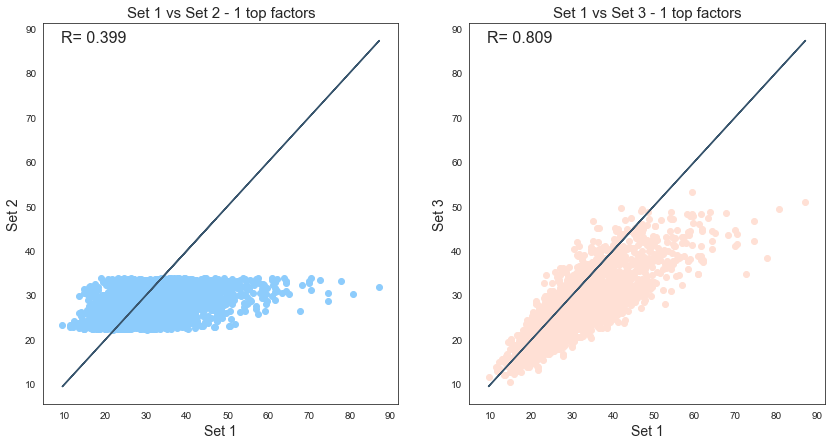 Set 1 vs Set 2 - 1 top factors
R= 0.399
90
80
70
60
50
40
30
20
10
Set 2
10 20 30 40 50 60 70 80 90
Set 1
Set 1 vs Set 3 - 1 top factors
R= 0.809
90
80
70
60
50
40
30
20
10
Set 3
10 20 30 40 50 60 70 80 90
Set 1